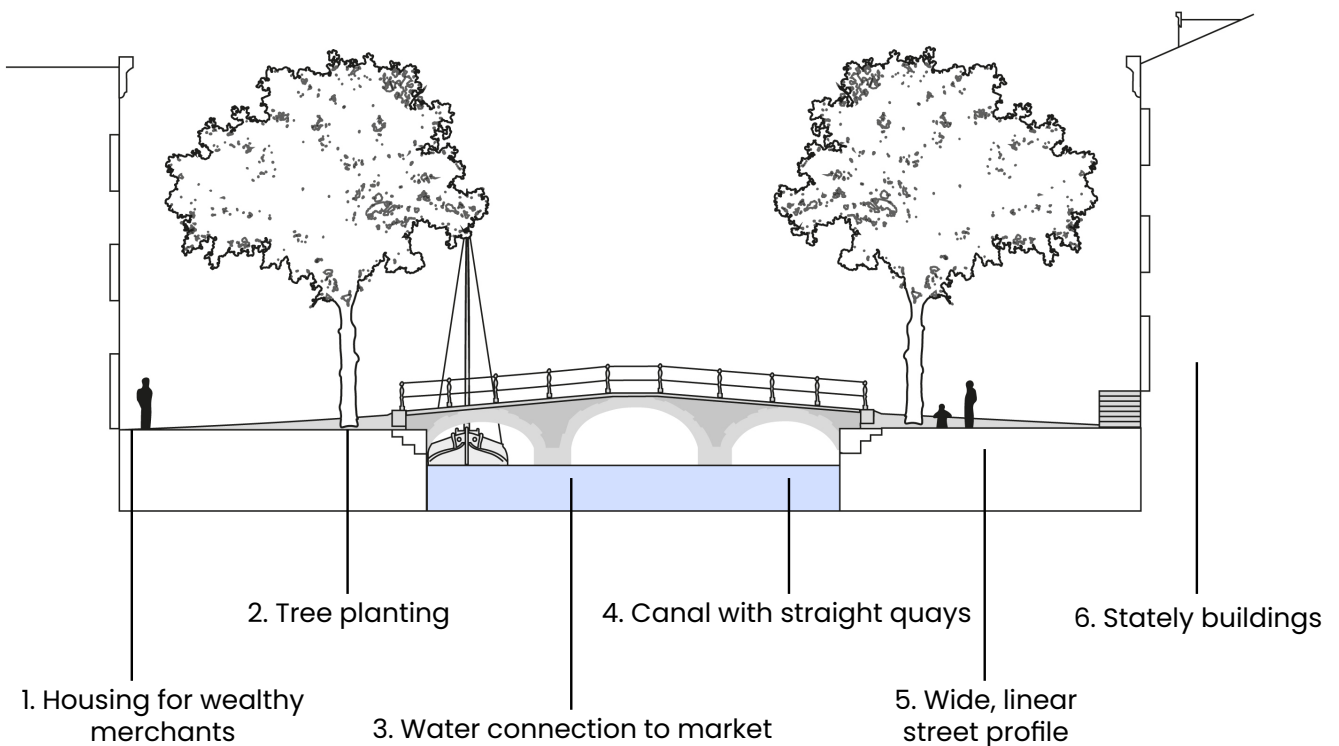 2. Tree planting
4. Canal with straight quays
6. Stately buildings
1. Housing for wealthy
merchants
3. Water connection to market
5. Wide, linear
street profile